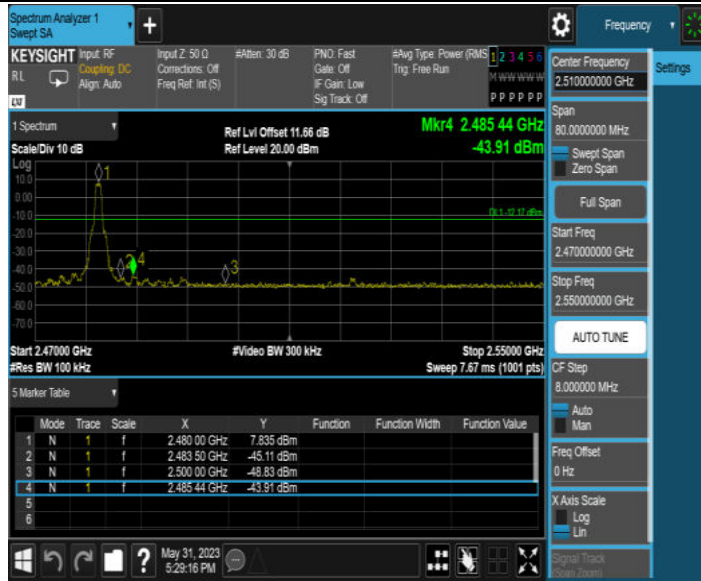 Spectrum Analyzer 1
Swept SA
+
Frequency
KEYSIGHT
RL
LXI
Input: RF
Coupling: DC
Align: Auto
Input Z: 50 Ω
Corrections: Off
Freq Ref: Int (S)
#Atten: 30 dB
PNO: Fast
Gate: Off
IF Gain: Low
Sig Track: Off
#Avg Type: Power (RMS
Trig: Free Run
1 2 3 4 5 6
M W W W W W
P P P P P P
Center Frequency
2.510000000 GHz
Settings
Span
80.0000000 MHz
Swept Span
Zero Span
Full Span
Start Freq
2.470000000 GHz
Stop Freq
2.550000000 GHz
AUTO TUNE
CF Step
8.000000 MHz
Auto
Man
Freq Offset
0 Hz
X Axis Scale
Log
Lin
Signal Track
(Span Zoom)
1 Spectrum
Scale/Div 10 dB
Ref Lvl Offset 11.66 dB
Ref Level 20.00 dBm
Mkr4 2.485 44 GHz
-43.91 dBm
Log
10.0
0.00
-10.0
-20.0
-30.0
-40.0
-50.0
-60.0
-70.0
1
2
4
3
DL1 -12.17 dBm
Start 2.47000 GHz
#Res BW 100 kHz
#Video BW 300 kHz
Stop 2.55000 GHz
Sweep 7.67 ms (1001 pts)
5 Marker Table
Mode Trace Scale X Y Function Function Width Function Value
1 N 1 f 2.480 00 GHz 7.835 dBm
2 N 1 f 2.483 50 GHz -45.11 dBm
3 N 1 f 2.500 00 GHz -48.83 dBm
4 N 1 f 2.485 44 GHz -43.91 dBm
5
6
?
May 31, 2023
5:29:16 PM